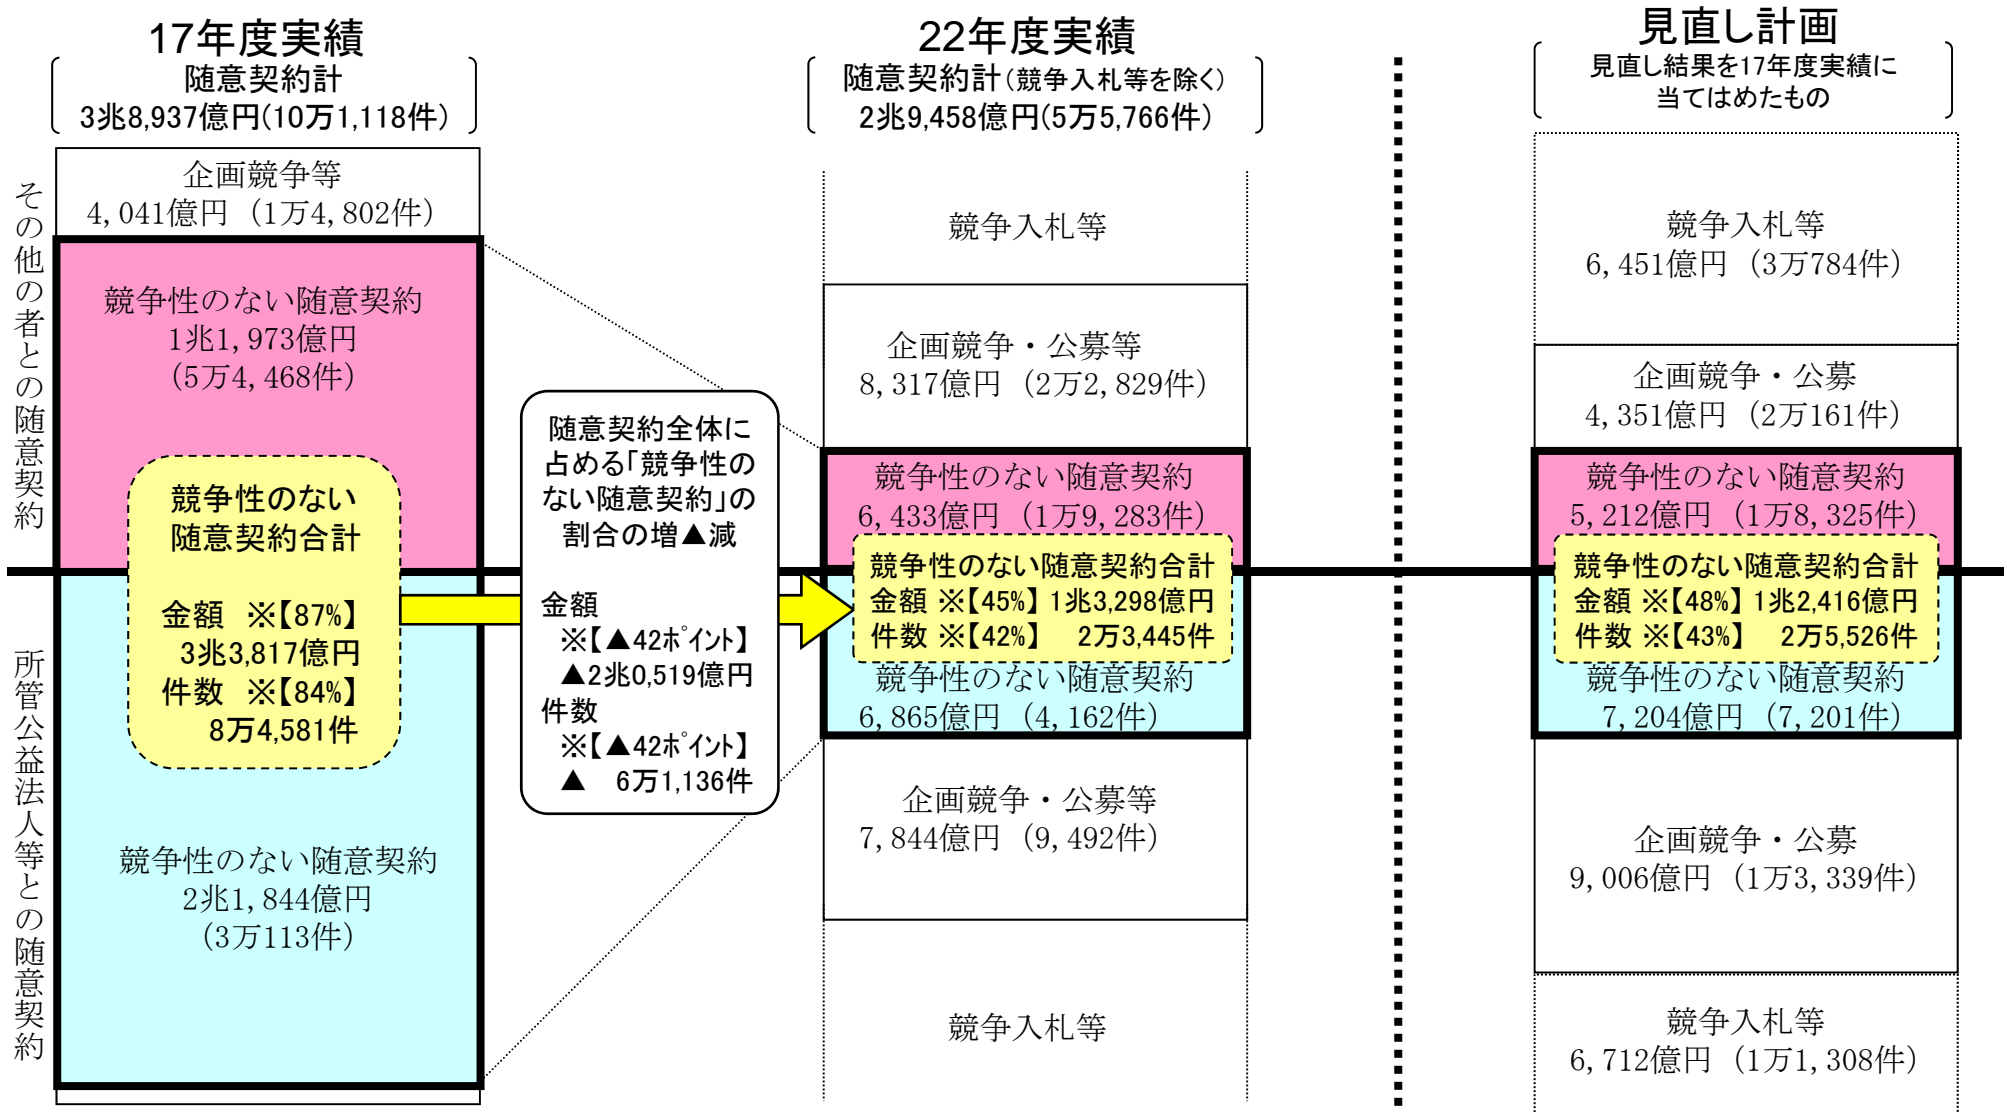 17年度実績
随意契約計
3兆8,937億円(10万1,118件)
その他の者との随意契約
所管公益法人等との随意契約
企画競争等
4,041億円（1万4,802件）
競争性のない随意契約
1兆1,973億円
（5万4,468件）
競争性のない
随意契約合計
金額 ※【87%】
3兆3,817億円
件数 ※【84%】
8万4,581件
競争性のない随意契約
2兆1,844億円
（3万113件）
随意契約全体に
占める「競争性の
ない随意契約」の
割合の増▲減
金額
※【▲42ポイント】
▲2兆0,519億円
件数
※【▲42ポイント】
▲ 6万1,136件
22年度実績
随意契約計（競争入札等を除く）
2兆9,458億円(5万5,766件)
競争入札等
企画競争・公募等
8,317億円（2万2,829件）
競争性のない随意契約
6,433億円（1万9,283件）
競争性のない随意契約合計
金額 ※【45%】 1兆3,298億円
件数 ※【42%】 2万3,445件
競争性のない随意契約
6,865億円（4,162件）
企画競争・公募等
7,844億円（9,492件）
競争入札等
見直し計画
見直し結果を17年度実績に
当てはめたもの
競争入札等
6,451億円（3万784件）
企画競争・公募
4,351億円（2万161件）
競争性のない随意契約
5,212億円（1万8,325件）
競争性のない随意契約合計
金額 ※【48%】 1兆2,416億円
件数 ※【43%】 2万5,526件
競争性のない随意契約
7,204億円（7,201件）
企画競争・公募
9,006億円（1万3,339件）
競争入札等
6,712億円（1万1,308件）